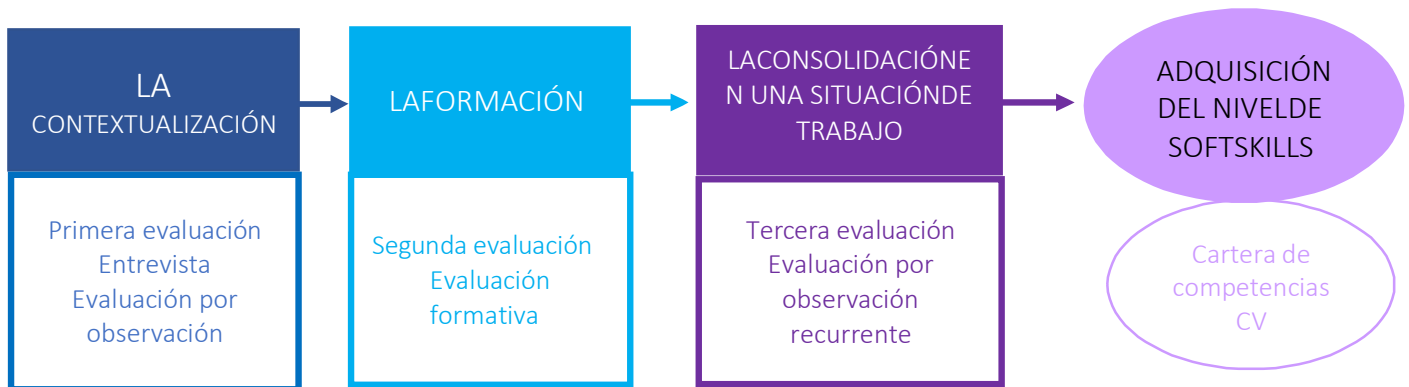 LA
CONTEXTUALIZACIÓN
Primera evaluación
Entrevista
Evaluación por
observación
LAFORMACIÓN
Segunda evaluación
Evaluación
formativa
LACONSOLIDACIÓNE
N UNA SITUACIÓNDE
TRABAJO
Tercera evaluación
Evaluación por
observación
recurrente
ADQUISICIÓN
DEL NIVELDE
SOFTSKILLS
Cartera de
competencias
CV